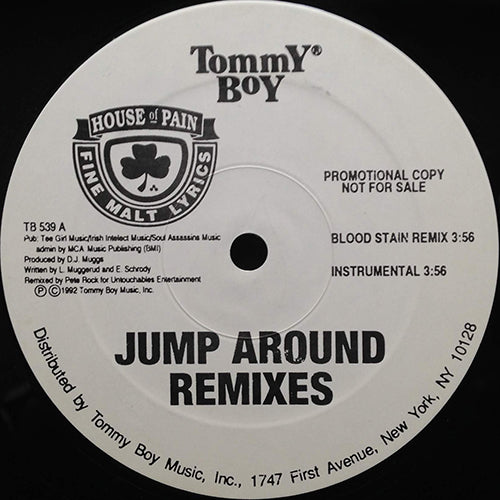 Tommy®
Boy
HOUSE of PAIN
FINE MALT LYRICS
PROMOTIONAL COPY
NOT FOR SALE
TB 539 A
Pub: Tee Girl Music/Irish Intelect Music/Soul Assassins Music
admin by MCA Music Publishing (BMI)
Produced by D.J. Muggs
Written by L. Muggerud and E. Schrody
Remixed by Pete Rock for Untouchables Entertainment
Ⓟ©1992 Tommy Boy Music, Inc.
BLOOD STAIN REMIX 3:56
INSTRUMENTAL 3:56
JUMP AROUND
REMIXES
Distributed by Tommy Boy Music, Inc., 1747 First Avenue, New York, NY 10128